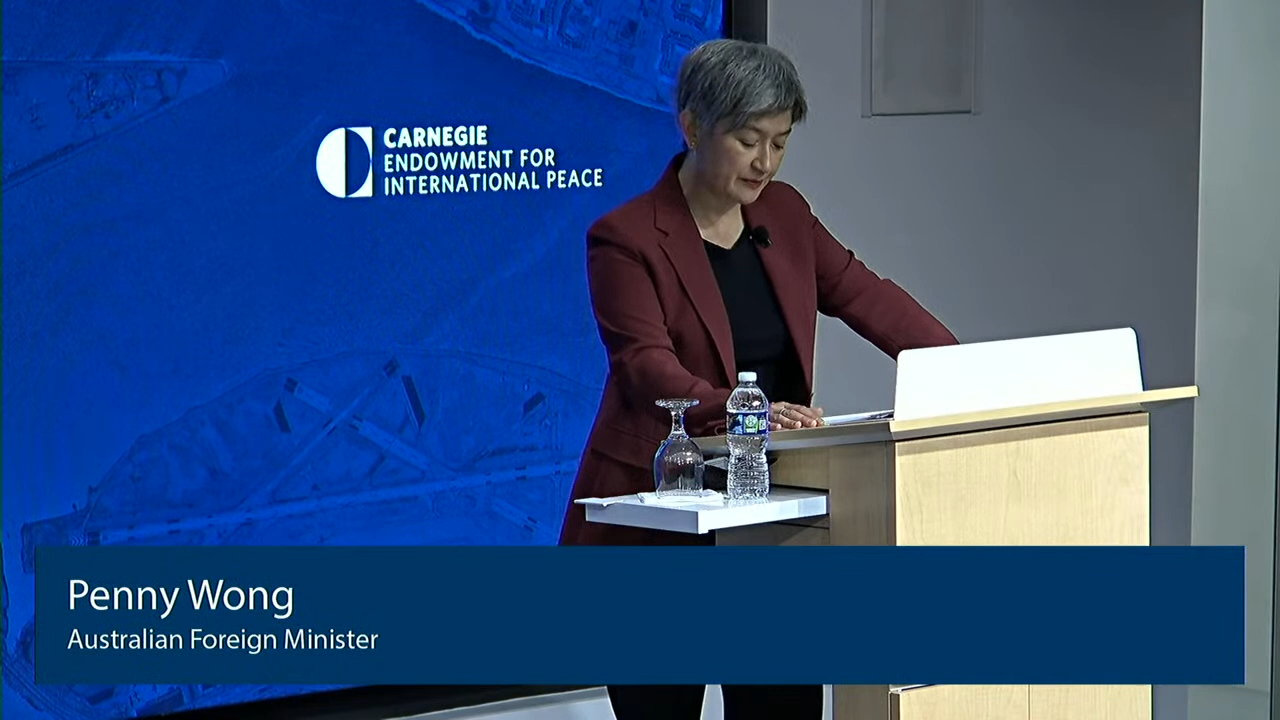 CARNEGIE
ENDOWMENT FOR
INTERNATIONAL PEACE
Penny Wong
Australian Foreign Minister